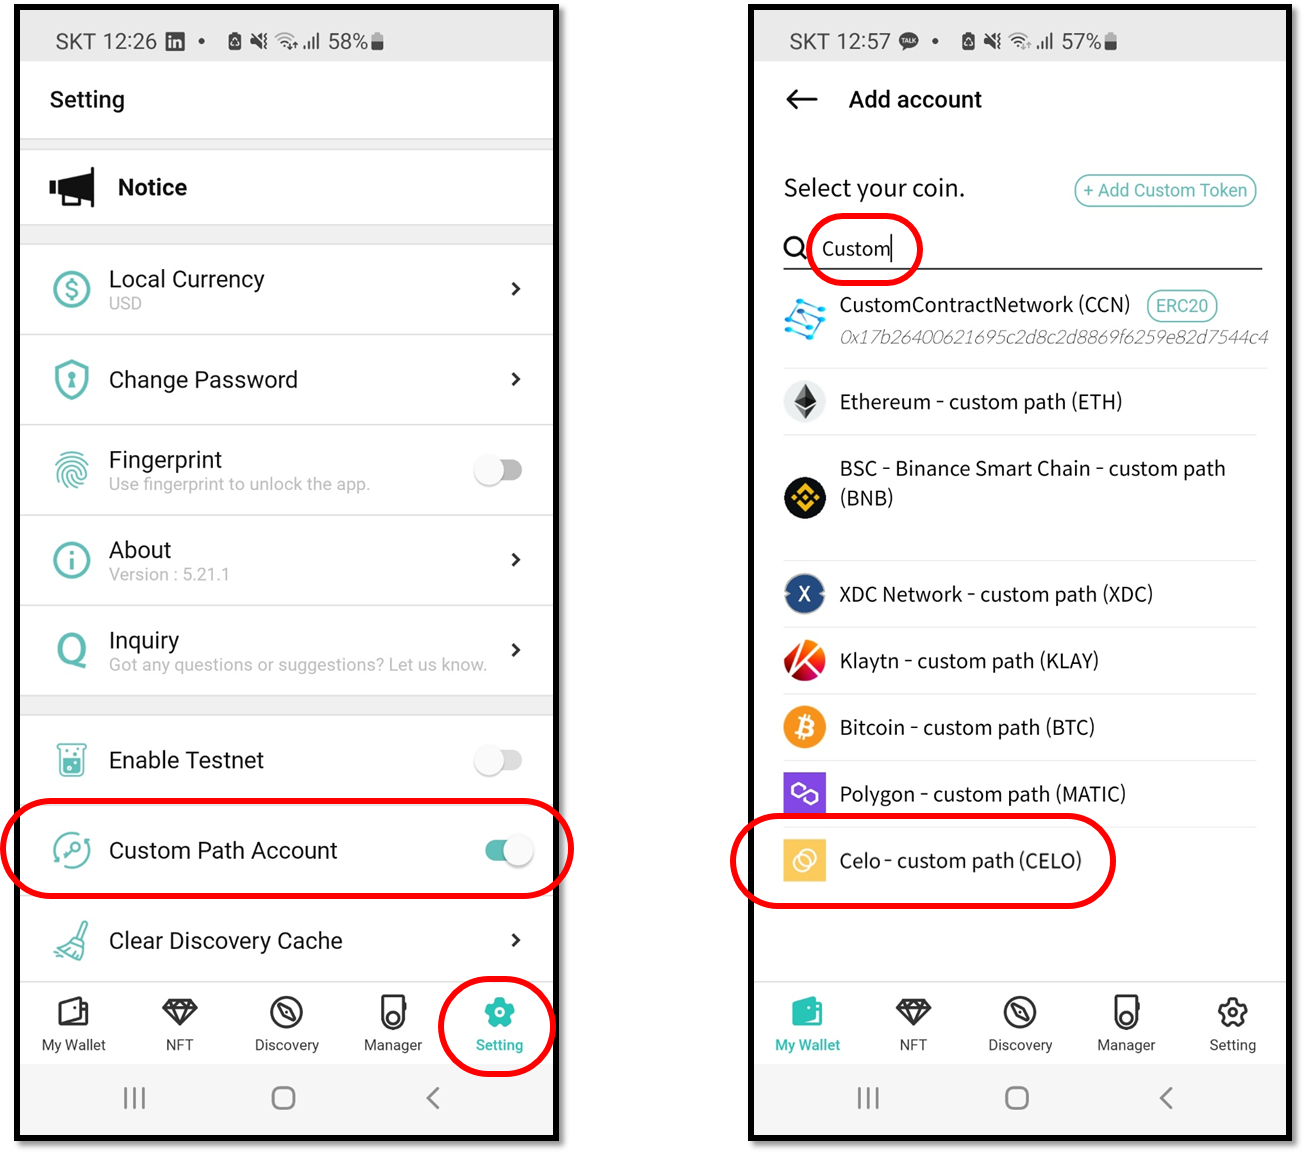 SKT 12:26 in • 58%
Setting
Notice
Local Currency
USD
Change Password
Fingerprint
Use fingerprint to unlock the app.
About
Version : 5.21.1
Inquiry
Got any questions or suggestions? Let us know.
Enable Testnet
Custom Path Account
Clear Discovery Cache
My Wallet NFT Discovery Manager Setting
SKT 12:57 TALK • 57%
Add account
Select your coin. + Add Custom Token
Custom
CustomContractNetwork (CCN) ERC20
0x17b26400621695c2d8c2d8869f6259e82d7544c4
Ethereum - custom path (ETH)
BSC - Binance Smart Chain - custom path
(BNB)
XDC Network - custom path (XDC)
Klaytn - custom path (KLAY)
Bitcoin - custom path (BTC)
Polygon - custom path (MATIC)
Celo - custom path (CELO)
My Wallet NFT Discovery Manager Setting